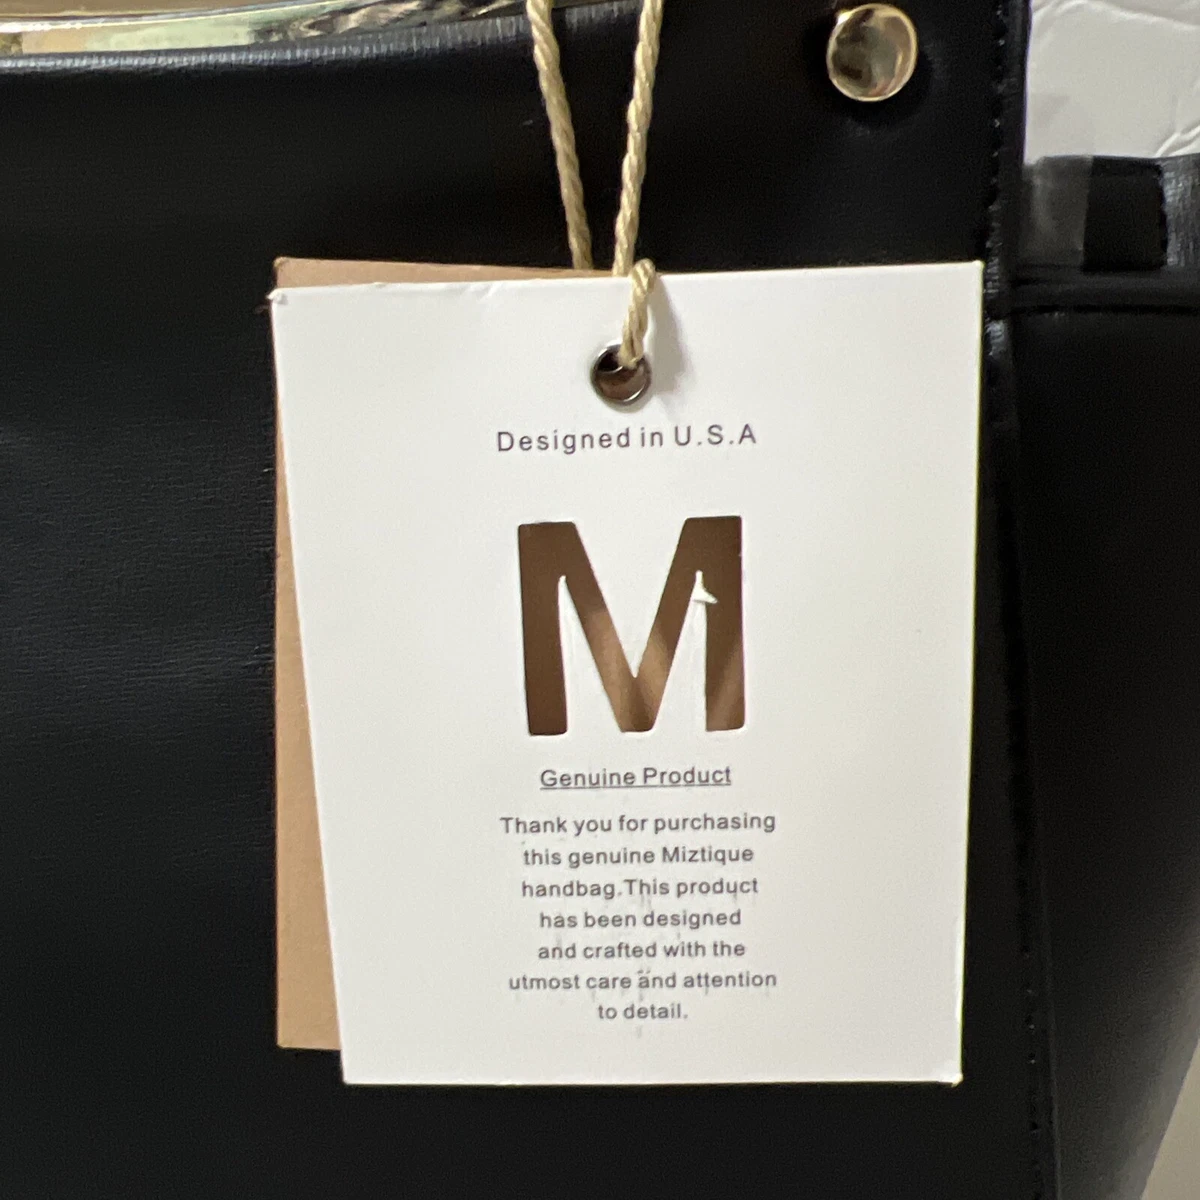 Designed in U.S.A
M
Genuine Product
Thank you for purchasing
this genuine Miztique
handbag.This product
has been designed
and crafted with the
utmost care and attention
to detail.